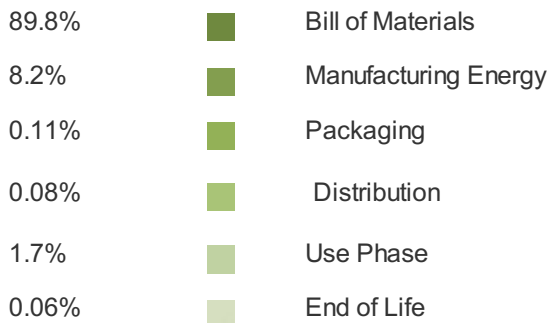 89.8% Bill of Materials
8.2% Manufacturing Energy
0.11% Packaging
0.08% Distribution
1.7% Use Phase
0.06% End of Life